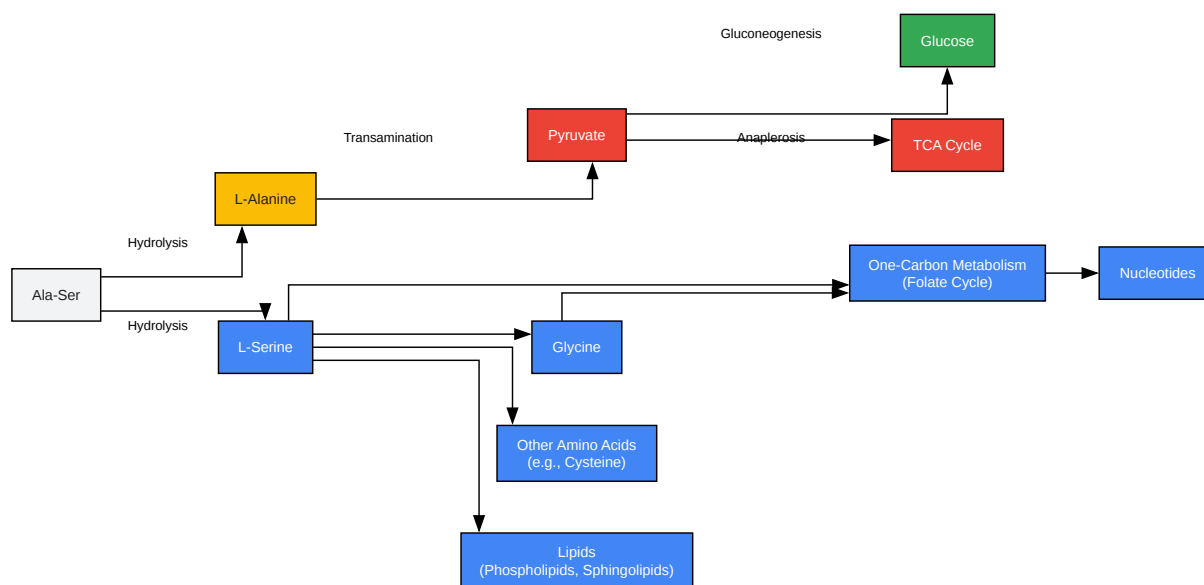 Gluconeogenesis
Glucose
Transamination
Pyruvate
Anaplerosis
TCA Cycle
L-Alanine
Hydrolysis
Ala-Ser
Hydrolysis
One-Carbon Metabolism
(Folate Cycle)
Nucleotides
L-Serine
Glycine
Other Amino Acids
(e.g., Cysteine)
Lipids
(Phospholipids, Sphingolipids)